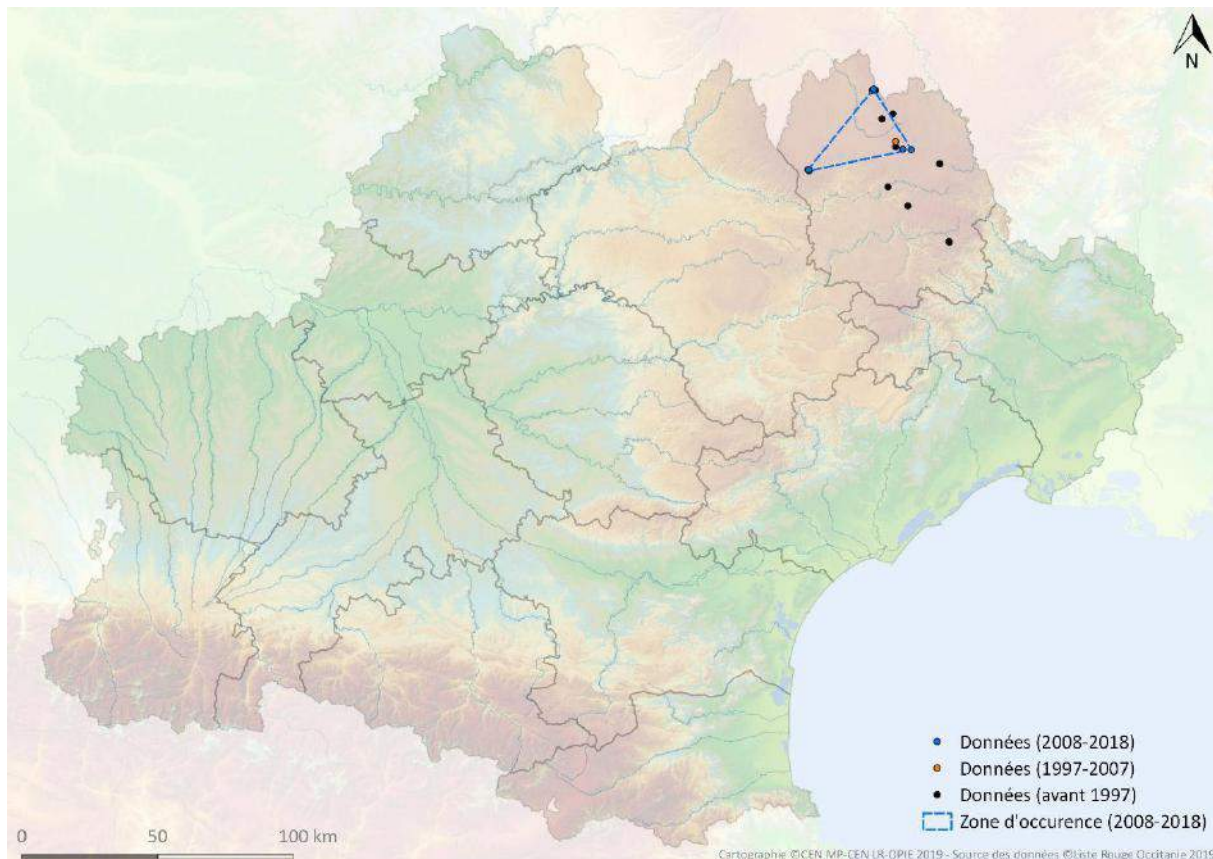 N
Données (2008-2018)
Données (1997-2007)
Données (avant 1997)
Zone d'occurence (2008-2018)
0 50 100 km
Cartographie ©CEN MP-CEN LR-OPIE 2019 - Source des données ©Liste Rouge Occitanie 2019